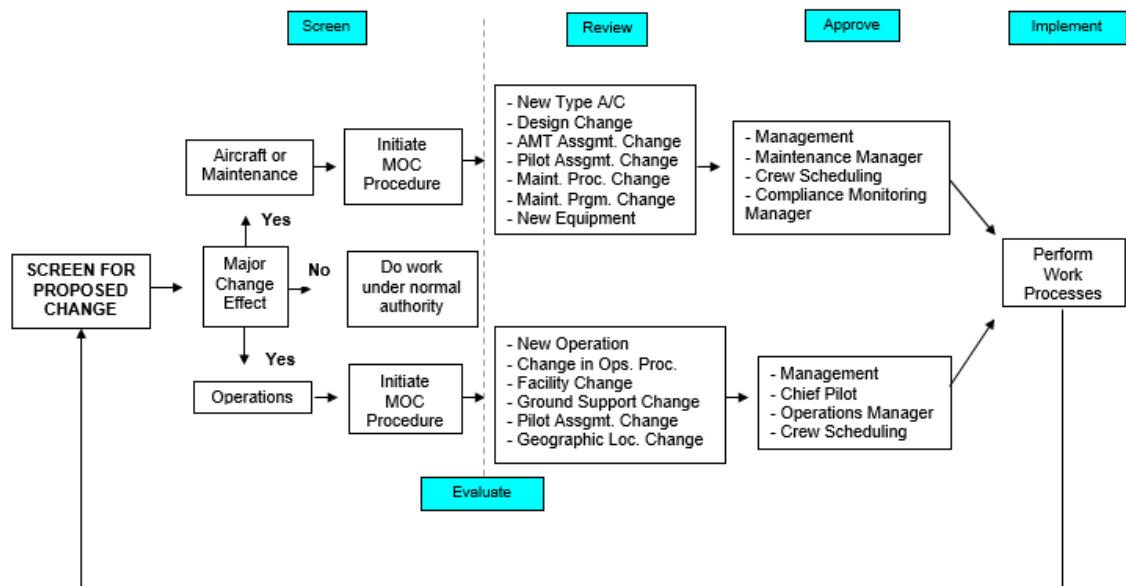 Screen
Review
Approve
Implement
Aircraft or
Maintenance
Initiate
MOC
Procedure
- New Type A/C
- Design Change
- AMT Assgmt. Change
- Pilot Assgmt. Change
- Maint. Proc. Change
- Maint. Prgm. Change
- New Equipment
- Management
- Maintenance Manager
- Crew Scheduling
- Compliance Monitoring
Manager
Yes
SCREEN FOR
PROPOSED
CHANGE
Major
Change
Effect
No
Do work
under normal
authority
Perform
Work
Processes
Yes
Operations
Initiate
MOC
Procedure
- New Operation
- Change in Ops. Proc.
- Facility Change
- Ground Support Change
- Pilot Assgmt. Change
- Geographic Loc. Change
- Management
- Chief Pilot
- Operations Manager
- Crew Scheduling
Evaluate